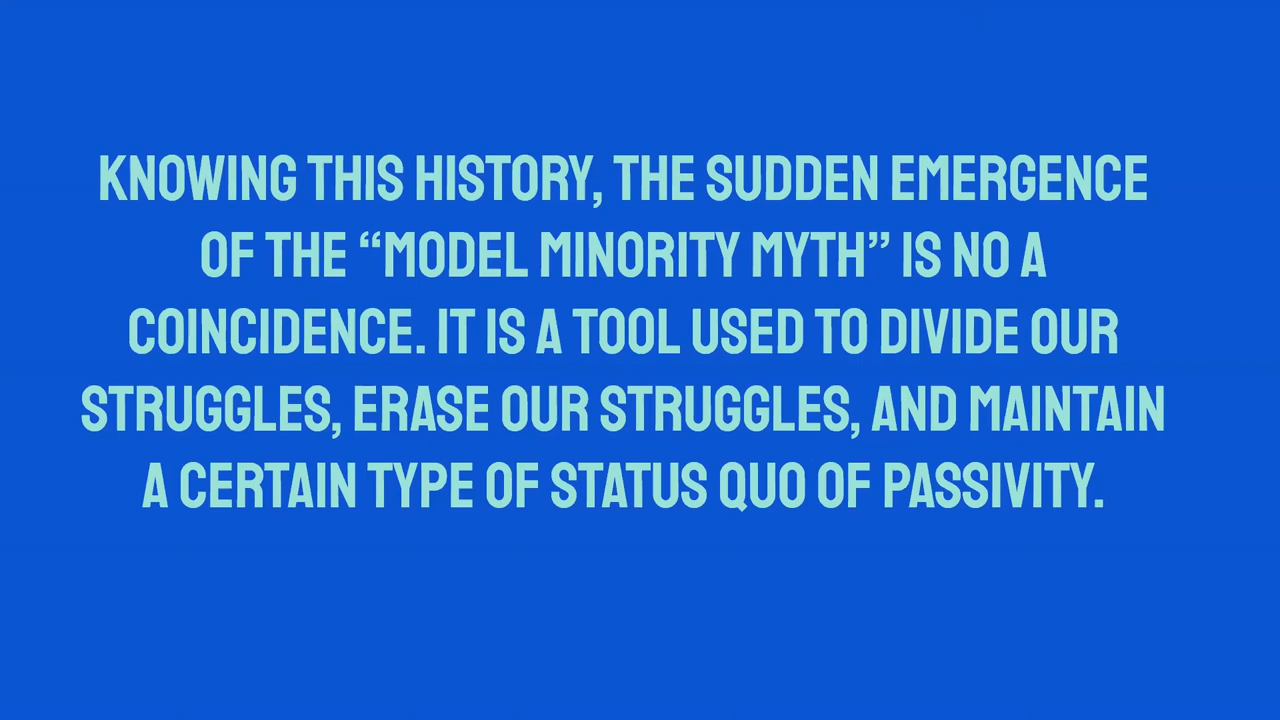 KNOWING THIS HISTORY, THE SUDDEN EMERGENCE
OF THE “MODEL MINORITY MYTH” IS NO A
COINCIDENCE. IT IS A TOOL USED TO DIVIDE OUR
STRUGGLES, ERASE OUR STRUGGLES, AND MAINTAIN
A CERTAIN TYPE OF STATUS QUO OF PASSIVITY.